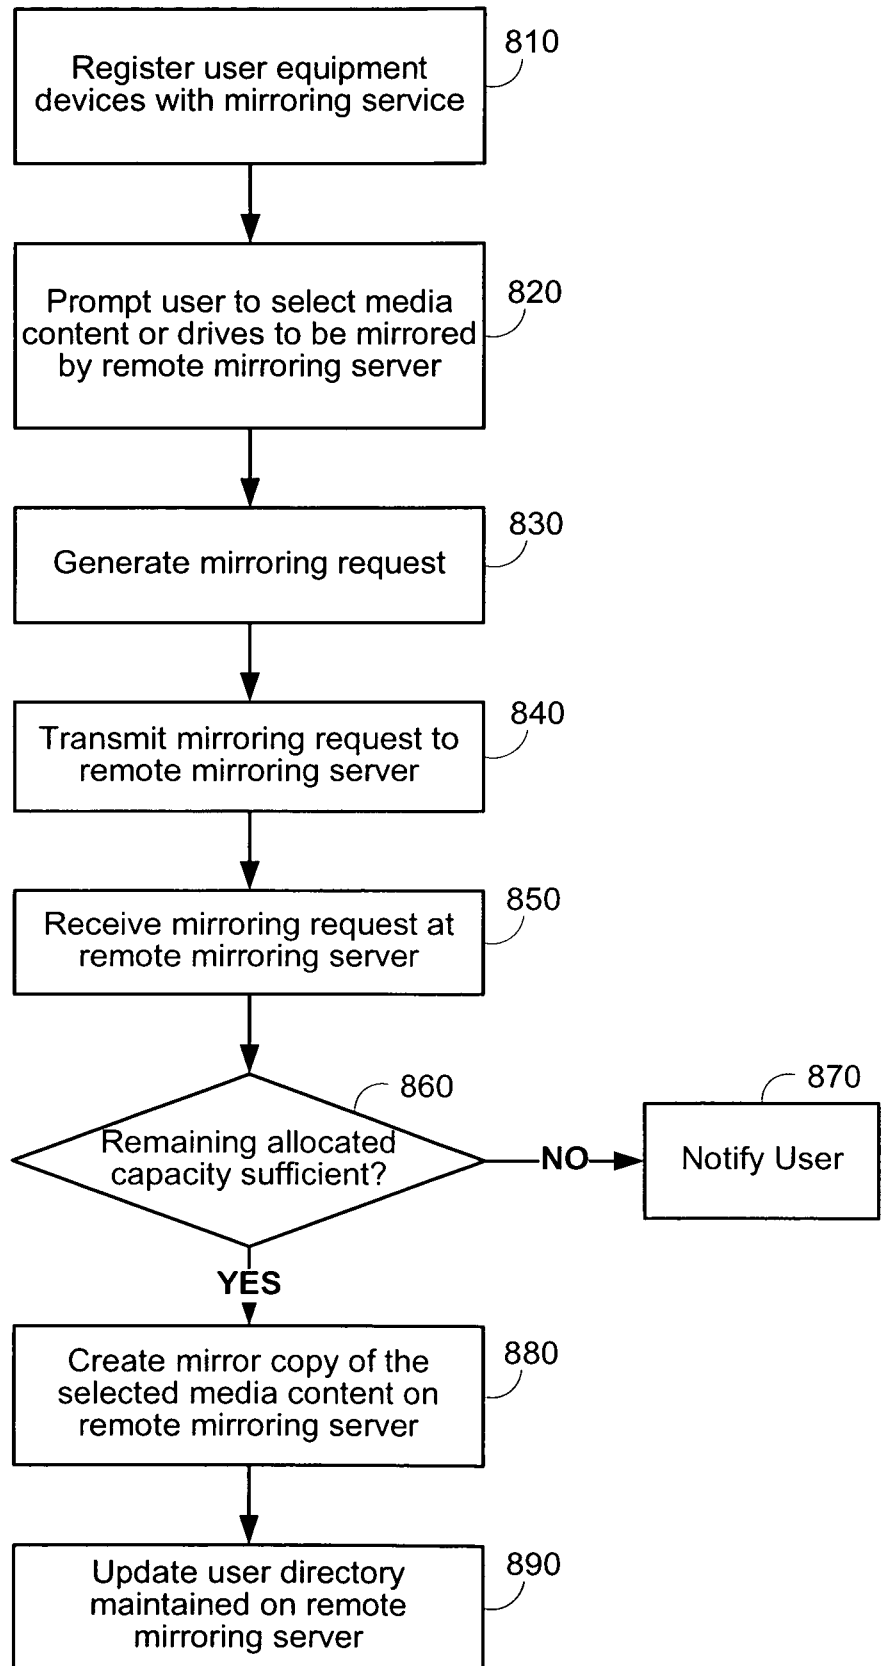 810
Register user equipment
devices with mirroring service
820
Prompt user to select media
content or drives to be mirrored
by remote mirroring server
830
Generate mirroring request
840
Transmit mirroring request to
remote mirroring server
850
Receive mirroring request at
remote mirroring server
860
Remaining allocated
capacity sufficient?
NO
870
Notify User
YES
880
Create mirror copy of the
selected media content on
remote mirroring server
890
Update user directory
maintained on remote
mirroring server